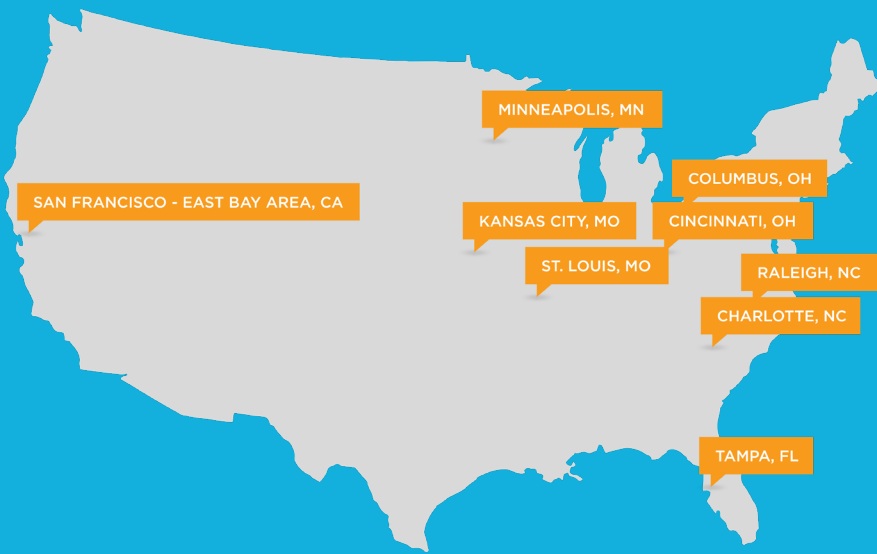 MINNEAPOLIS, MN
COLUMBUS, OH
SAN FRANCISCO - EAST BAY AREA, CA
KANSAS CITY, MO
CINCINNATI, OH
ST. LOUIS, MO
RALEIGH, NC
CHARLOTTE, NC
TAMPA, FL